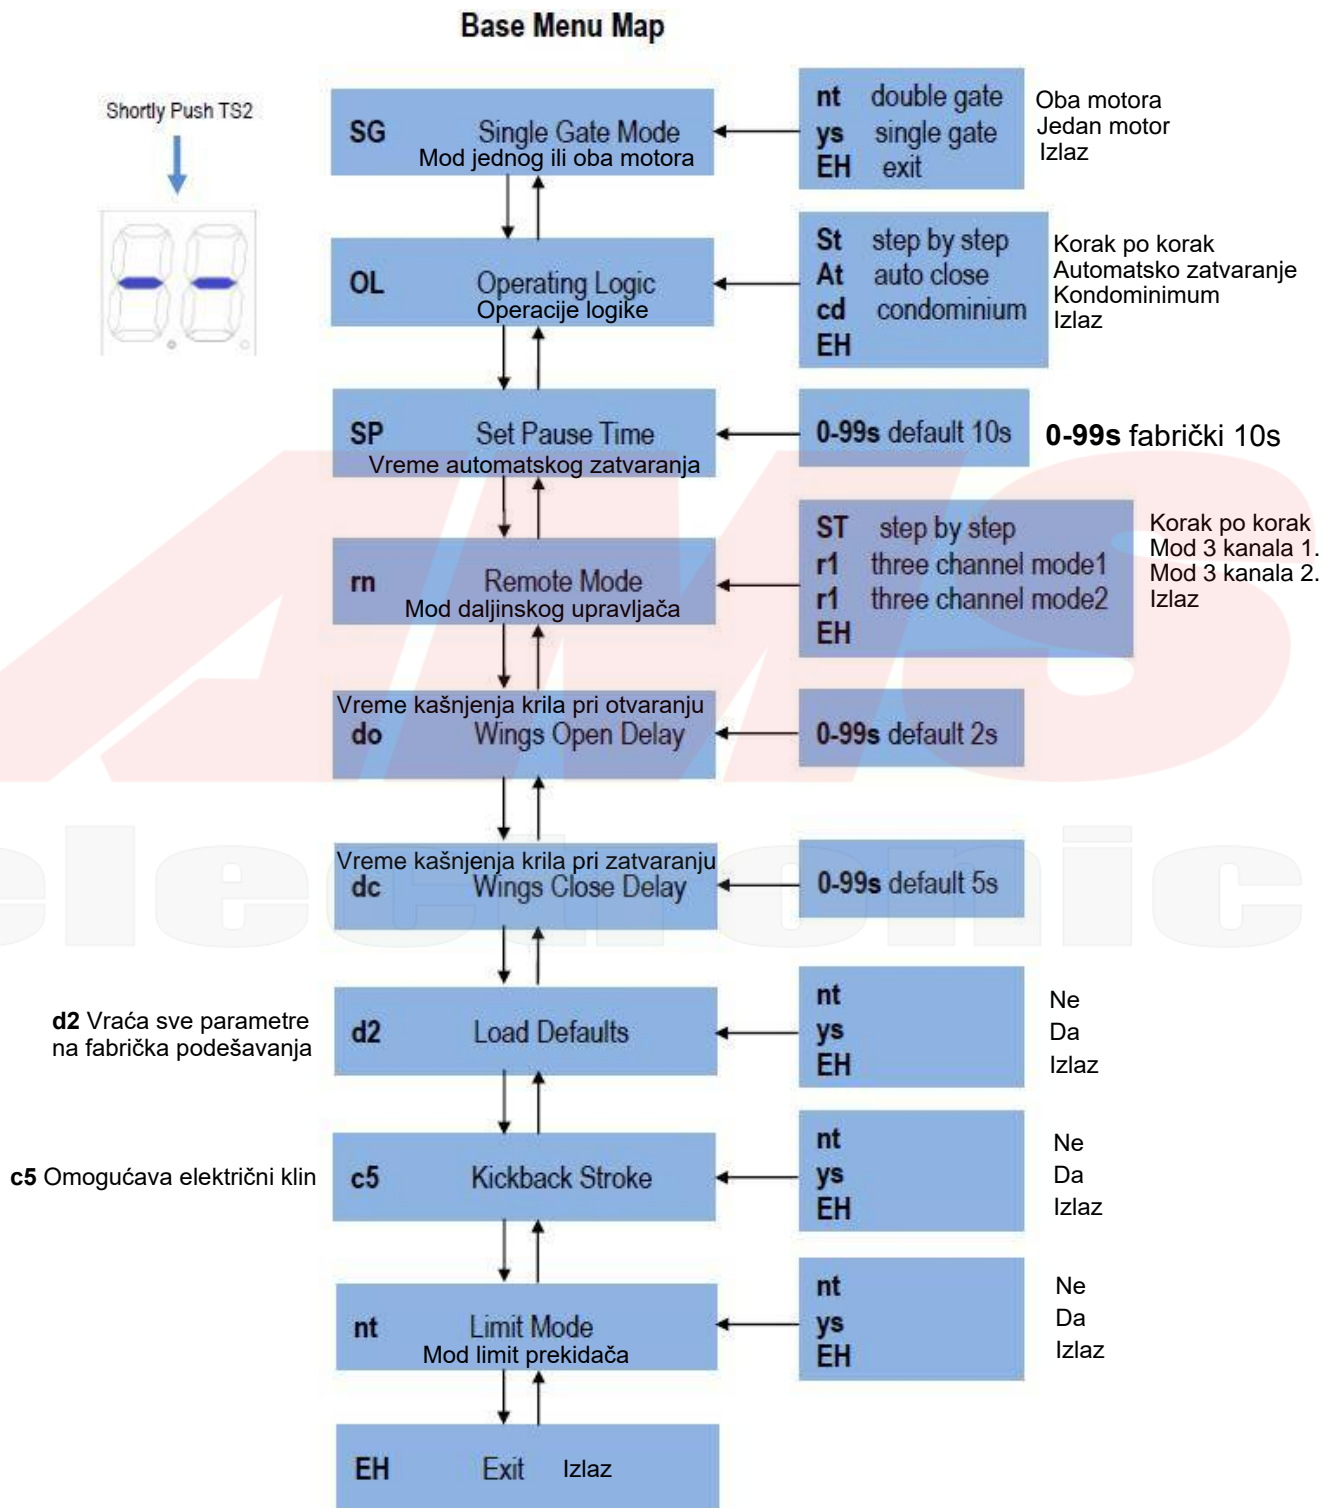 Base Menu Map
Shortly Push TS2
SG Single Gate Mode
Mod jednog ili oba motora
nt double gate
ys single gate
EH exit
Oba motora
Jedan motor
Izlaz
OL Operating Logic
Operacije logike
St step by step
At auto close
cd condominium
EH
Korak po korak
Automatsko zatvaranje
Kondominimum
Izlaz
SP Set Pause Time
Vreme automatskog zatvaranja
0-99s default 10s
0-99s fabrički 10s
rn Remote Mode
Mod daljinskog upravljača
ST step by step
r1 three channel mode1
r1 three channel mode2
EH
Korak po korak
Mod 3 kanala 1.
Mod 3 kanala 2.
Izlaz
Vreme kašnjenja krila pri otvaranju
do Wings Open Delay
0-99s default 2s
Vreme kašnjenja krila pri zatvaranju
dc Wings Close Delay
0-99s default 5s
d2 Vraća sve parametre
na fabrička podešavanja
d2 Load Defaults
nt
ys
EH
Ne
Da
Izlaz
c5 Omogućava električni klin
c5 Kickback Stroke
nt
ys
EH
Ne
Da
Izlaz
nt Limit Mode
Mod limit prekidača
nt
ys
EH
Ne
Da
Izlaz
EH Exit Izlaz
AMS
electronic